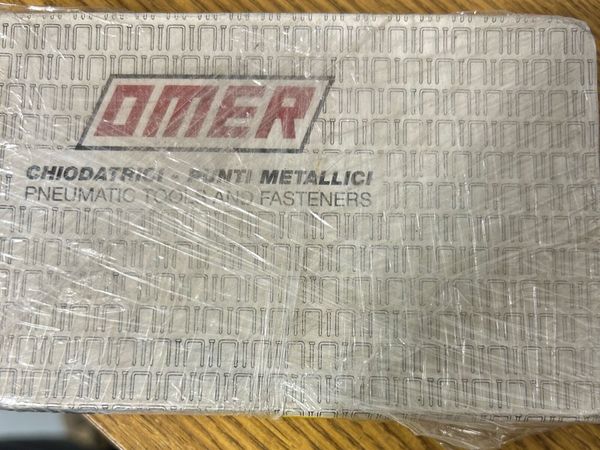 OMER
CHIODATRICI - PUNTI METALLICI
PNEUMATIC TOOLS AND FASTENERS